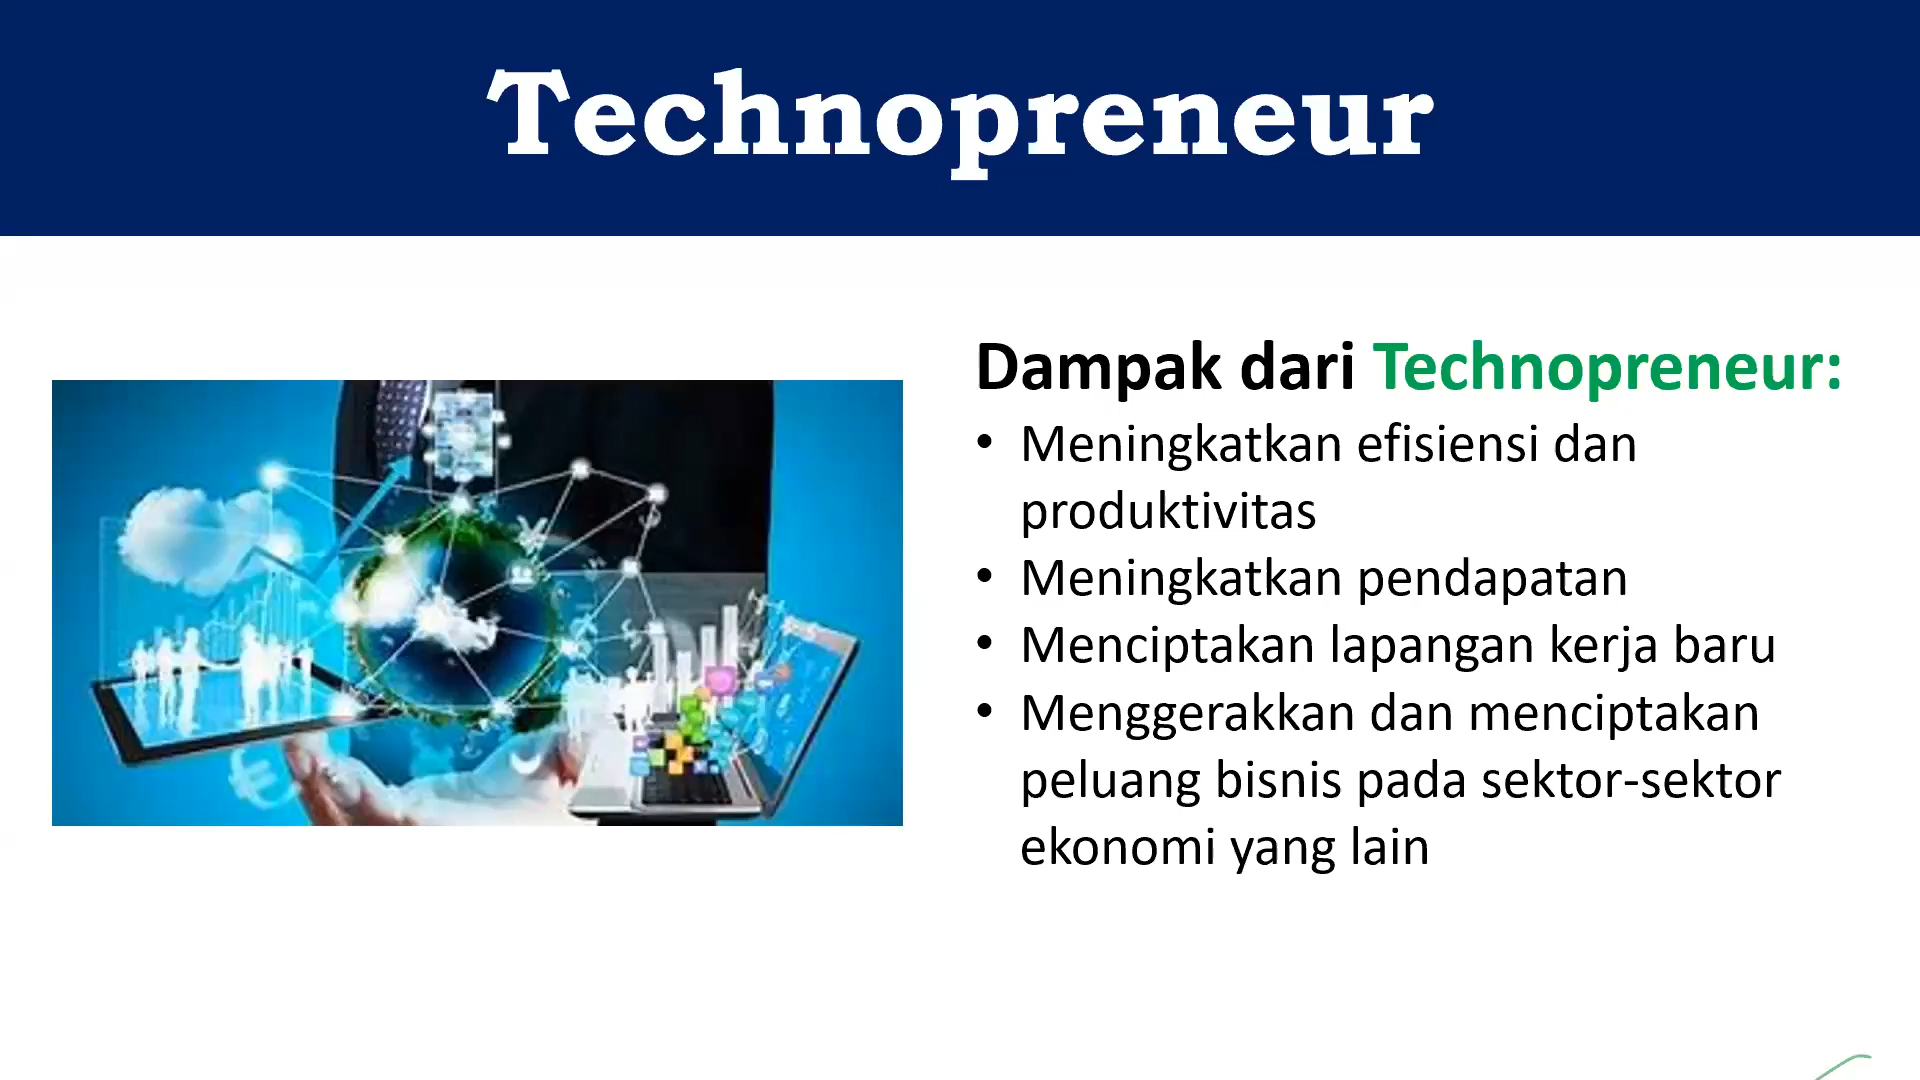 Technopreneur
Dampak dari Technopreneur:
• Meningkatkan efisiensi dan
produktivitas
• Meningkatkan pendapatan
• Menciptakan lapangan kerja baru
• Menggerakkan dan menciptakan
peluang bisnis pada sektor-sektor
ekonomi yang lain